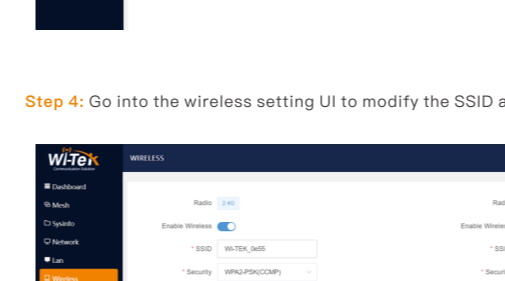 Step 4: Go into the wireless setting UI to modify the SSID a
Wi-Tek
Communication Solution
WIRELESS
Dashboard
Mesh
Radio 2.4G
Rad
Sysinfo
Enable Wireless
Enable Wirele
Network
* SSID WI-TEK_0e55
* SSI
Lan
* Security WPA2-PSK(CCMP)
* Securi
Wireless